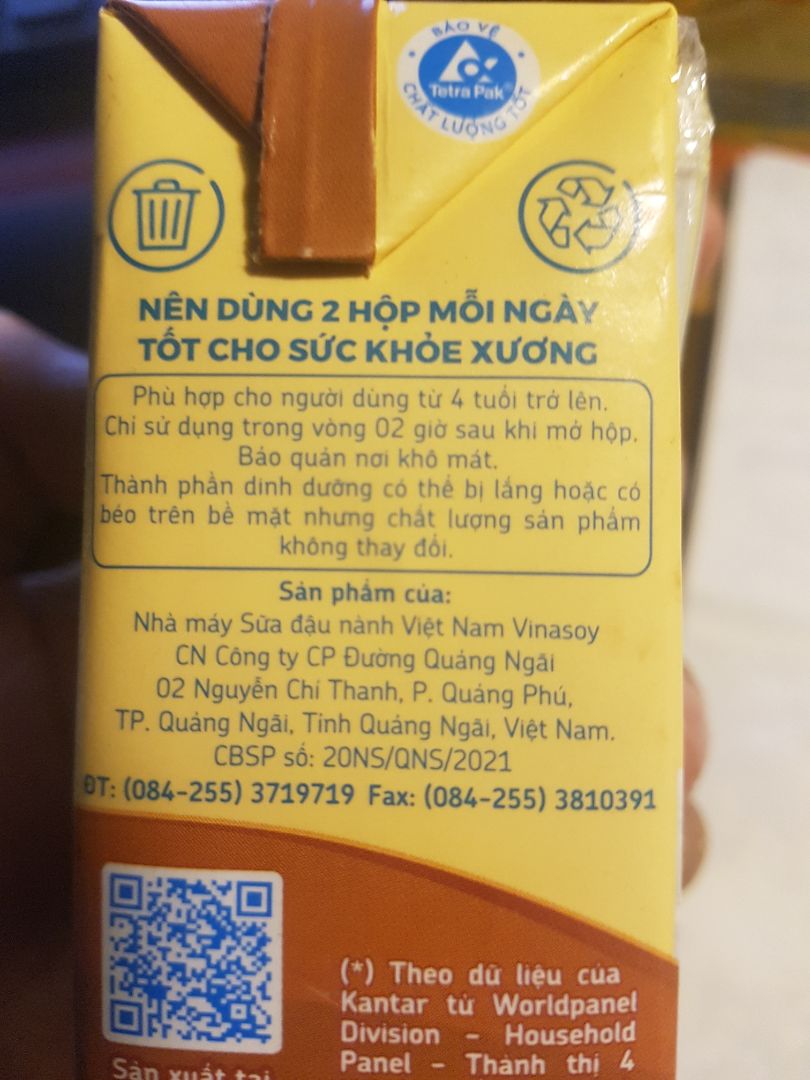 BẢO VỆ
Tetra Pak
CHẤT LƯỢNG TỐT
NÊN DÙNG 2 HỘP MỖI NGÀY
TỐT CHO SỨC KHỎE XƯƠNG
Phù hợp cho người dùng từ 4 tuổi trở lên.
Chỉ sử dụng trong vòng 02 giờ sau khi mở hộp.
Bảo quản nơi khô mát.
Thành phần dinh dưỡng có thể bị lắng hoặc có
béo trên bề mặt nhưng chất lượng sản phẩm
không thay đổi.
Sản phẩm của:
Nhà máy Sữa đậu nành Việt Nam Vinasoy
CN Công ty CP Đường Quảng Ngãi
02 Nguyễn Chí Thanh, P. Quảng Phú,
TP. Quảng Ngãi, Tỉnh Quảng Ngãi, Việt Nam.
CBSP số: 20NS/QNS/2021
ĐT: (084-255) 3719719 Fax: (084-255) 3810391
(*) Theo dữ liệu của
Kantar từ Worldpanel
Division - Household
Panel - Thành thị 4
Sản xuất tại